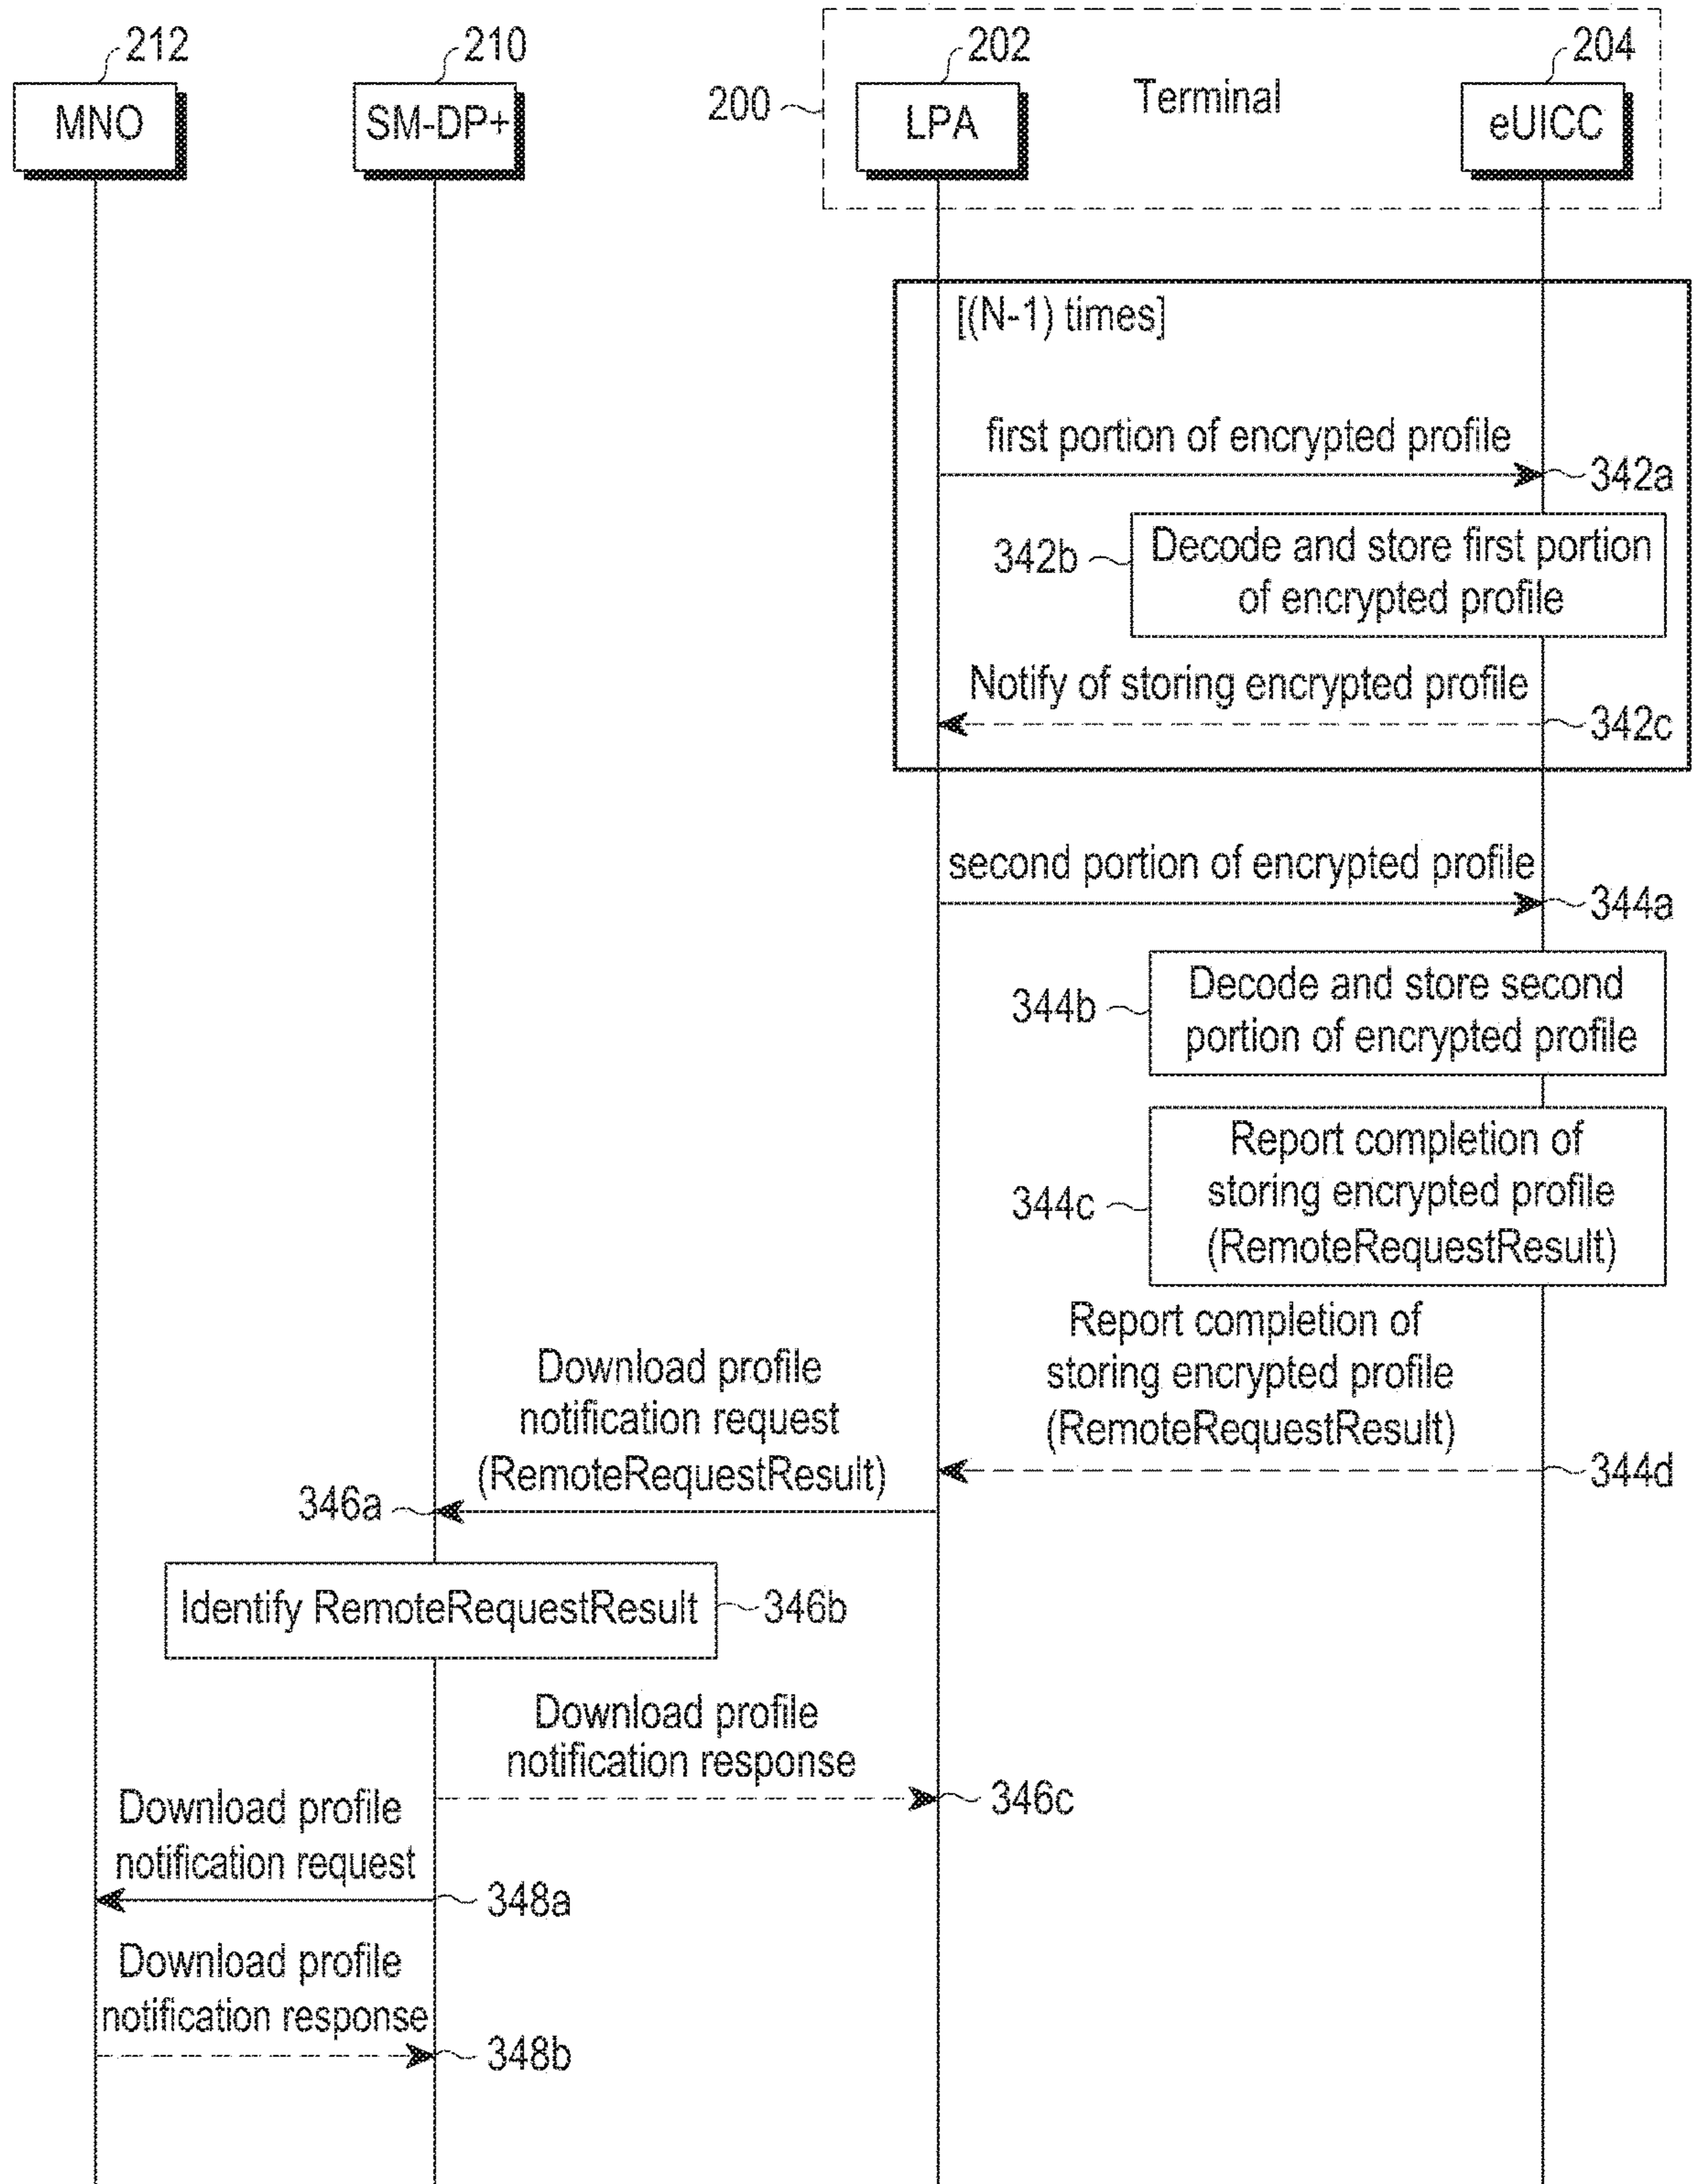 212
210
202
204
200
Terminal
MNO
SM-DP+
LPA
eUICC
[(N-1) times]
first portion of encrypted profile
342a
342b
Decode and store first portion
of encrypted profile
Notify of storing encrypted profile
342c
second portion of encrypted profile
344a
344b
Decode and store second
portion of encrypted profile
344c
Report completion of
storing encrypted profile
(RemoteRequestResult)
Report completion of
storing encrypted profile
(RemoteRequestResult)
344d
Download profile
notification request
(RemoteRequestResult)
346a
Identify RemoteRequestResult
346b
Download profile
notification response
346c
Download profile
notification request
348a
Download profile
notification response
348b